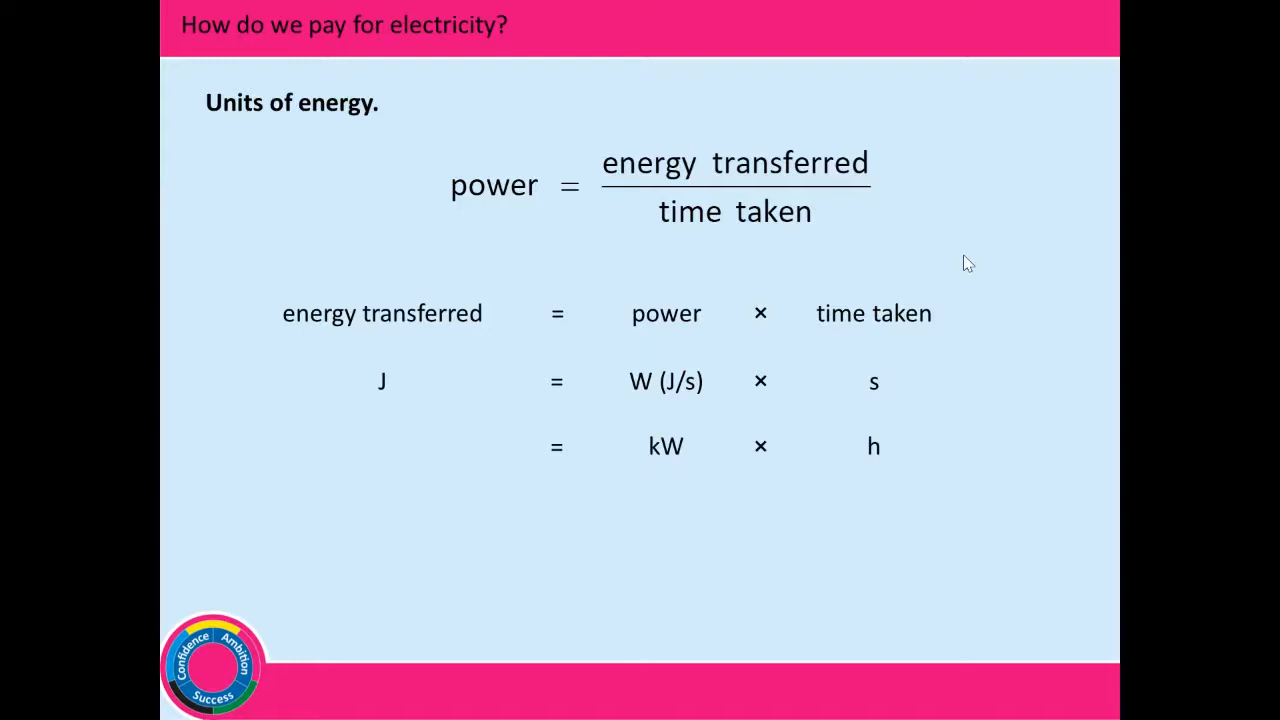 How do we pay for electricity?
Units of energy.
power = energy transferred
time taken
energy transferred = power × time taken
J = W (J/s) × s
= kW × h
Confidence Ambition
Success